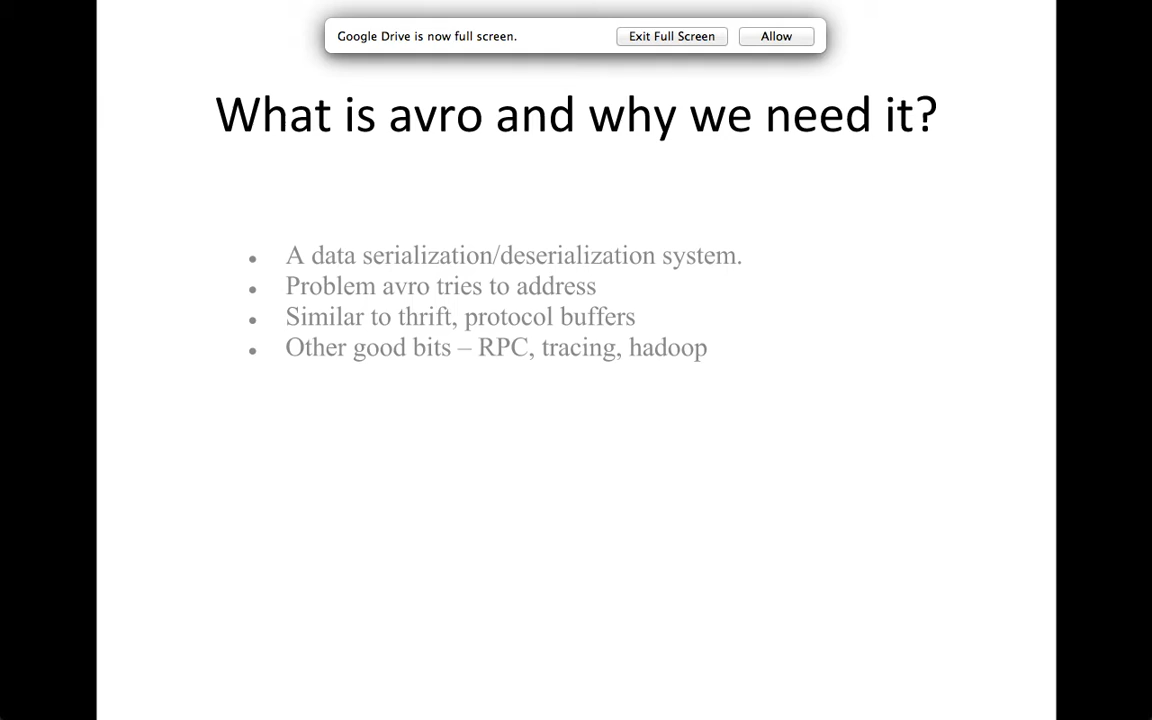 Google Drive is now full screen. Exit Full Screen Allow
What is avro and why we need it?
• A data serialization/deserialization system.
• Problem avro tries to address
• Similar to thrift, protocol buffers
• Other good bits – RPC, tracing, hadoop